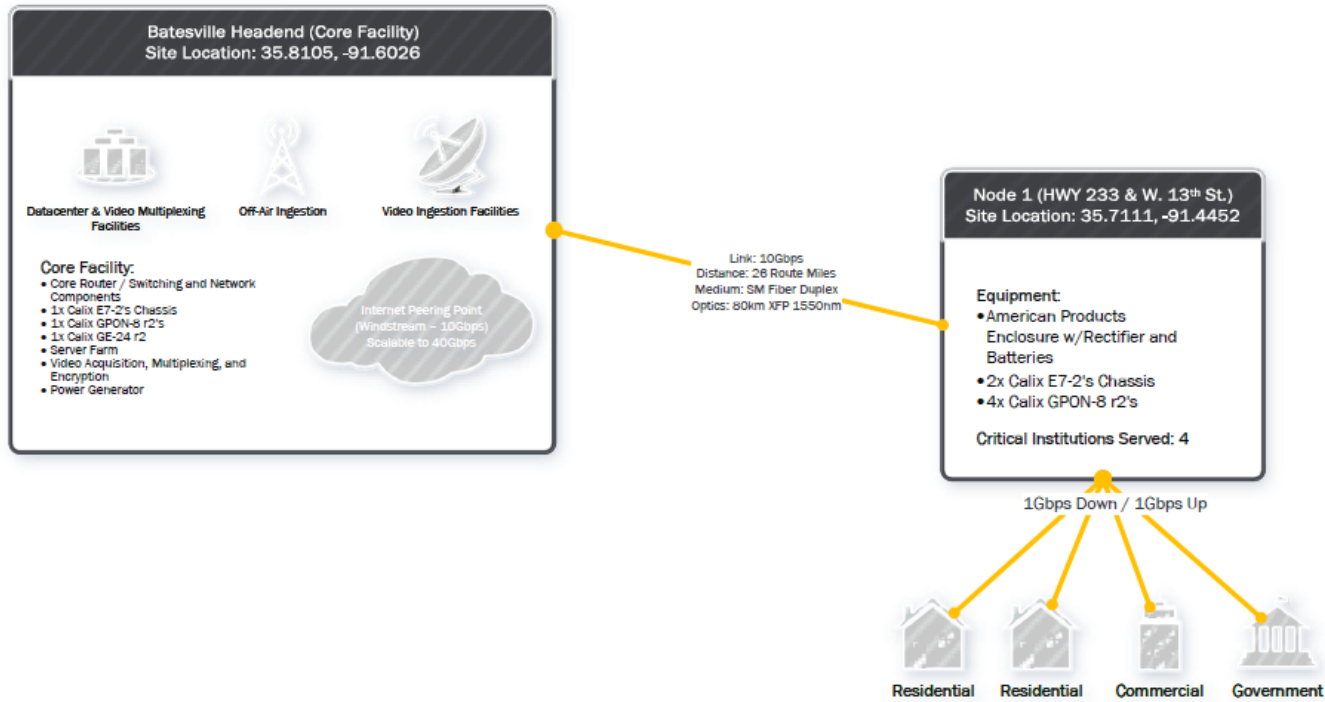 Batesville Headend (Core Facility)
Site Location: 35.8105, -91.6026
Datacenter & Video Multiplexing
Facilities
Off-Air Ingestion
Video Ingestion Facilities
Core Facility:
• Core Router / Switching and Network
Components
• 1x Calix E7-2's Chassis
• 1x Calix GPON-8 r2's
• 1x Calix GE-24 r2
• Server Farm
• Video Acquisition, Multiplexing, and
Encryption
• Power Generator
Internet Peering Point
(Windstream – 10Gbps)
Scalable to 40Gbps
Link: 10Gbps
Distance: 26 Route Miles
Medium: SM Fiber Duplex
Optics: 80km XFP 1550nm
Node 1 (HWY 233 & W. 13th St.)
Site Location: 35.7111, -91.4452
Equipment:
• American Products
Enclosure w/Rectifier and
Batteries
• 2x Calix E7-2's Chassis
• 4x Calix GPON-8 r2's
Critical Institutions Served: 4
1Gbps Down / 1Gbps Up
Residential
Residential
Commercial
Government